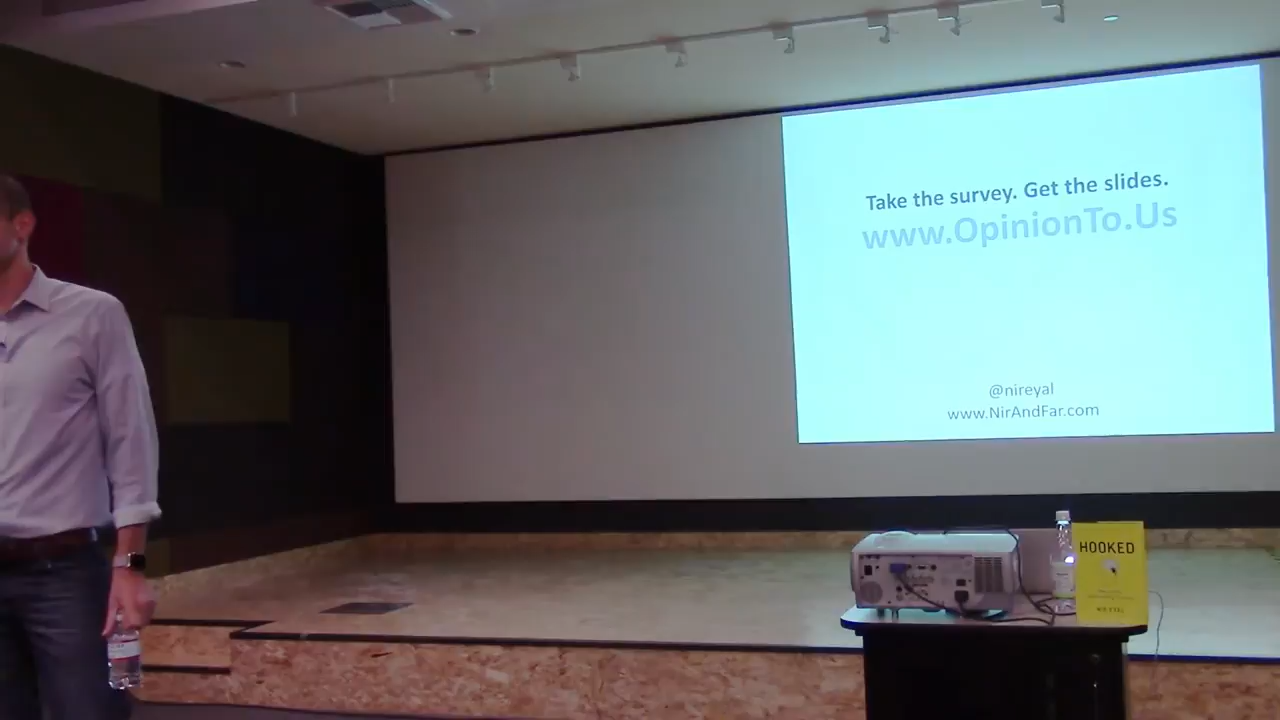 Take the survey. Get the slides.
www.OpinionTo.Us
@nireyal
www.NirAndFar.com
HOOKED